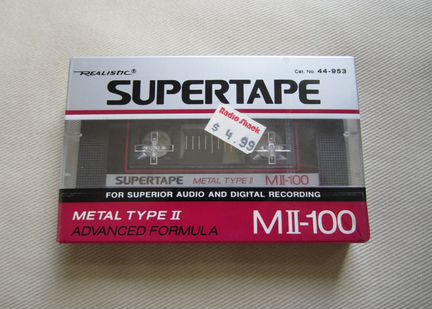 REALISTIC®
Cat. No. 44-953
SUPERTAPE
Radio Shack
$ 4.99
SUPERTAPE METAL TYPE II MII-100
FOR SUPERIOR AUDIO AND DIGITAL RECORDING
METAL TYPE II
ADVANCED FORMULA
MII-100